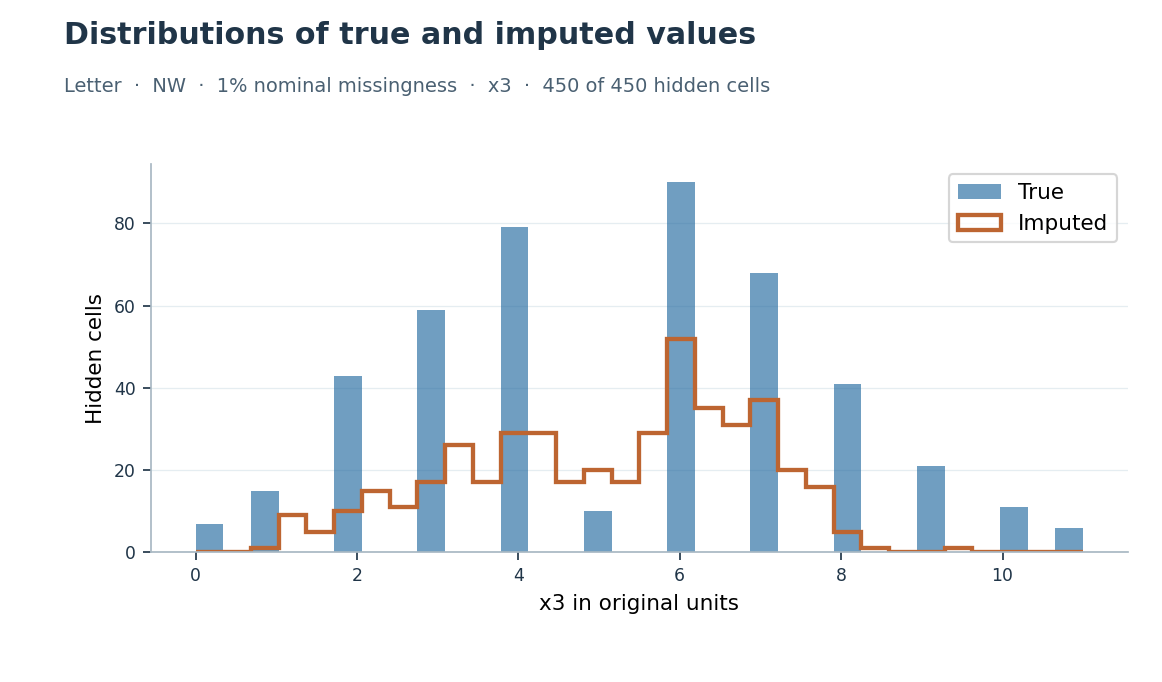 Distributions of true and imputed values
Letter · NW · 1% nominal missingness · x3 · 450 of 450 hidden cells
True
Imputed
Hidden cells
80
60
40
20
0
0 2 4 6 8 10
x3 in original units